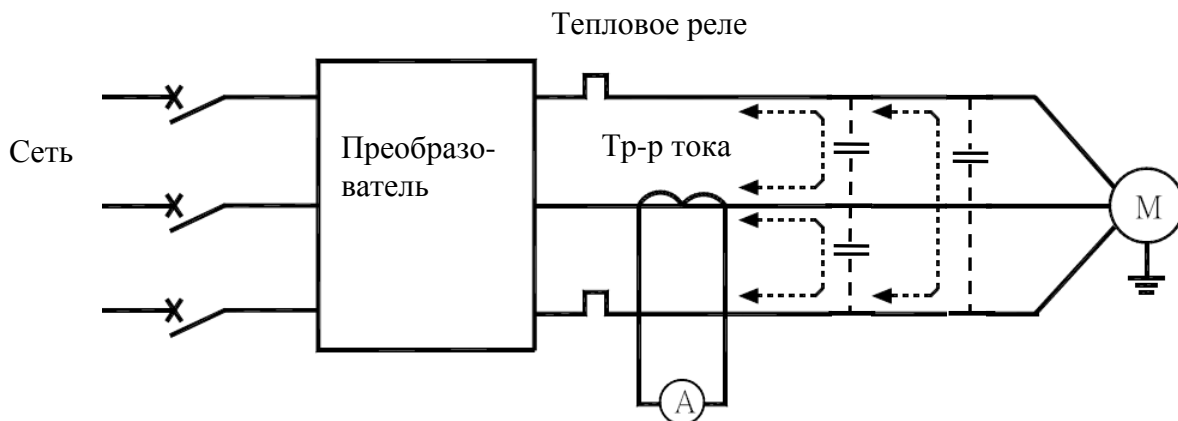 Тепловое реле
Сеть
Преобразо-
ватель
Тр-р тока
M
A